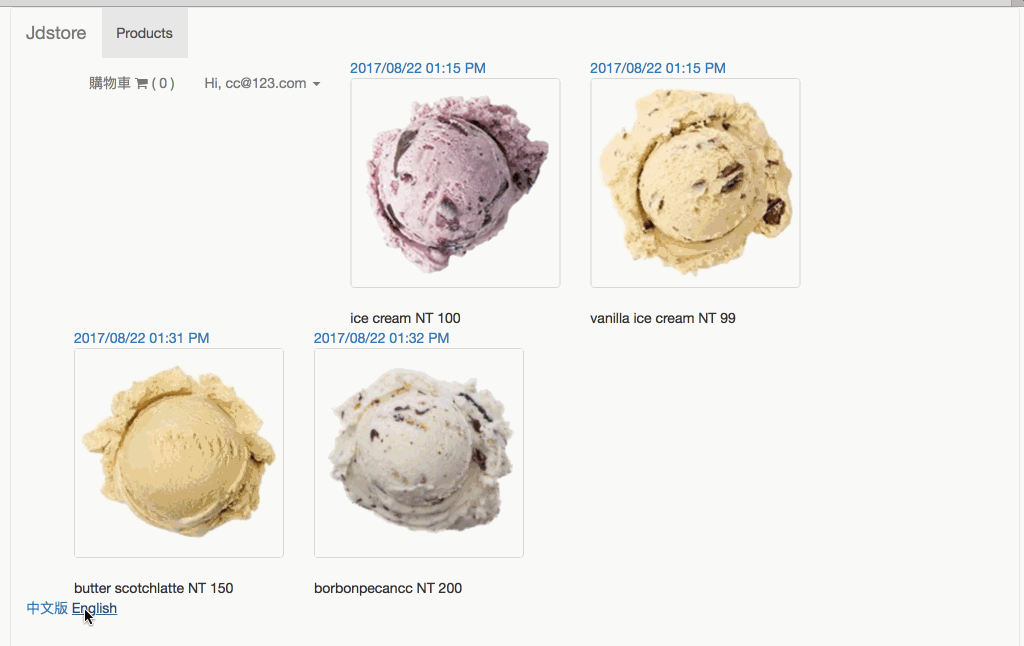 Jdstore Products
購物車 ( 0 ) Hi, cc@123.com
2017/08/22 01:15 PM
ice cream NT 100
2017/08/22 01:15 PM
vanilla ice cream NT 99
2017/08/22 01:31 PM
butter scotchlatte NT 150
2017/08/22 01:32 PM
borbonpecancc NT 200
中文版 English